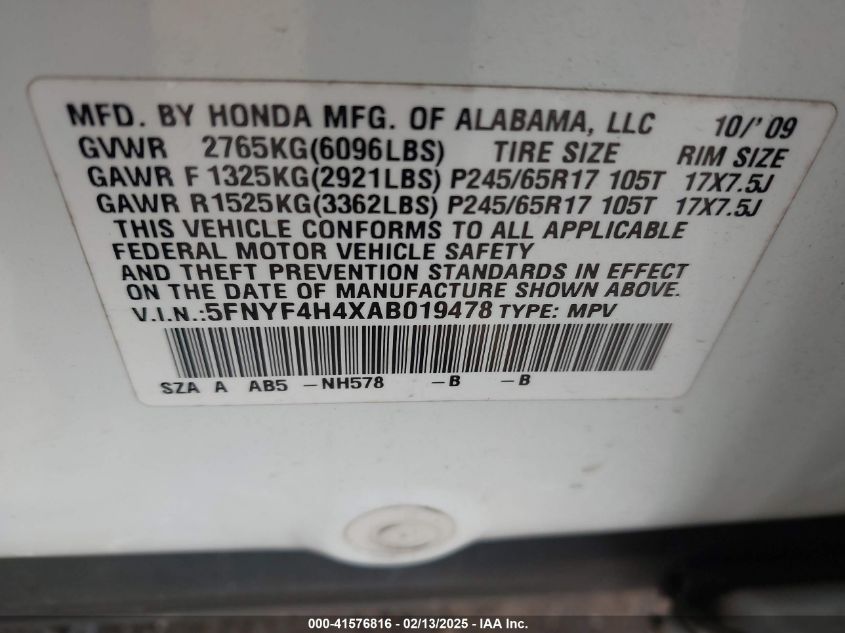 MFD. BY HONDA MFG. OF ALABAMA, LLC 10/' 09
GVWR 2765KG(6096LBS) TIRE SIZE RIM SIZE
GAWR F 1325KG(2921LBS) P245/65R17 105T 17X7.5J
GAWR R1525KG(3362LBS) P245/65R17 105T 17X7.5J
THIS VEHICLE CONFORMS TO ALL APPLICABLE
FEDERAL MOTOR VEHICLE SAFETY
AND THEFT PREVENTION STANDARDS IN EFFECT
ON THE DATE OF MANUFACTURE SHOWN ABOVE.
V.I.N.:5FNYF4H4XAB019478 TYPE: MPV
SZA A AB5 -NH578 -B -B
000-41576816 - 02/13/2025 - IAA Inc.